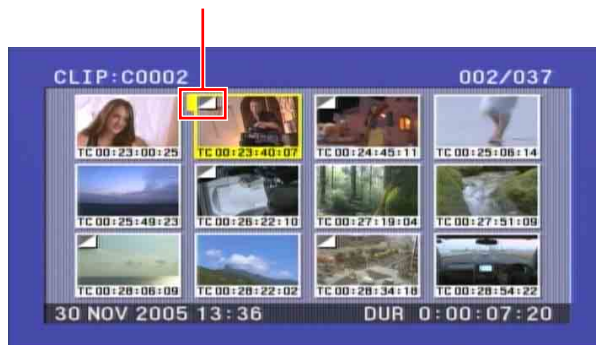 CLIP:C0002 002/037
TC 00:23:00:25 TC 00:23:40:07 TC 00:24:45:11 TC 00:25:06:14
TC 00:25:49:23 TC 00:26:22:10 TC 00:27:19:04 TC 00:27:51:09
TC 00:28:06:09 TC 00:28:22:02 TC 00:28:34:18 TC 00:28:54:22
30 NOV 2005 13:36 DUR 0:00:07:20